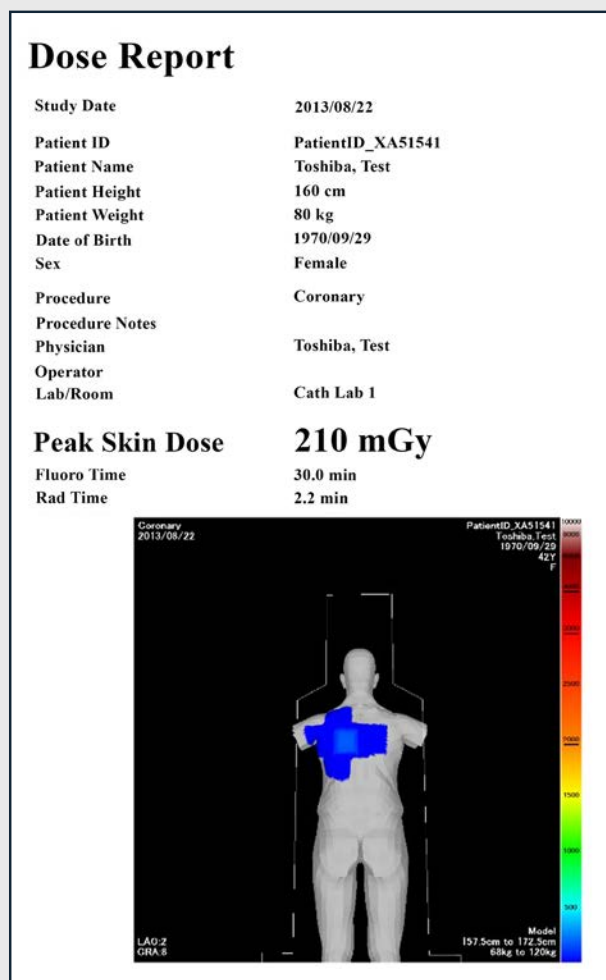 Dose Report
Study Date 2013/08/22
Patient ID PatientID_XA51541
Patient Name Toshiba, Test
Patient Height 160 cm
Patient Weight 80 kg
Date of Birth 1970/09/29
Sex Female
Procedure Coronary
Procedure Notes
Physician Toshiba, Test
Operator
Lab/Room Cath Lab 1
Peak Skin Dose 210 mGy
Fluoro Time 30.0 min
Rad Time 2.2 min
Coronary
2013/08/22
PatientID_XA51541
Toshiba,Test
1970/09/29
42Y
F
10000
2500
2000
1500
1000
500
LAO:2
CRA:8
Model
157.5cm to 172.5cm
68kg to 120kg